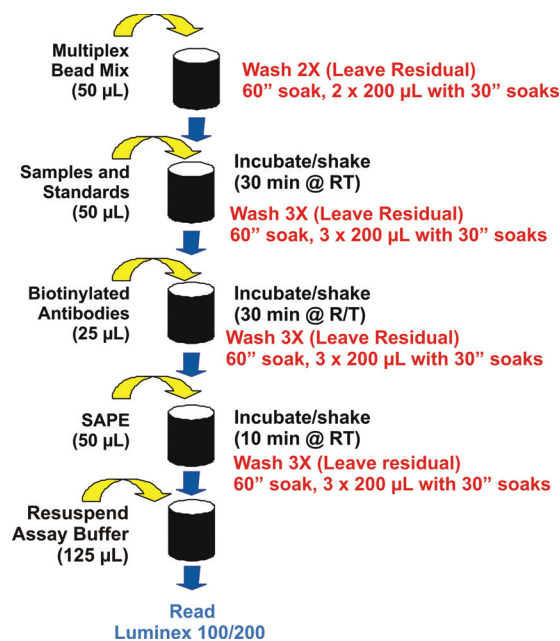 Multiplex
Bead Mix
(50 µL)
Wash 2X (Leave Residual)
60” soak, 2 x 200 µL with 30” soaks
Samples and
Standards
(50 µL)
Incubate/shake
(30 min @ RT)
Wash 3X (Leave Residual)
60” soak, 3 x 200 µL with 30” soaks
Biotinylated
Antibodies
(25 µL)
Incubate/shake
(30 min @ R/T)
Wash 3X (Leave Residual)
60” soak, 3 x 200 µL with 30” soaks
SAPE
(50 µL)
Incubate/shake
(10 min @ RT)
Wash 3X (Leave residual)
60” soak, 3 x 200 µL with 30” soaks
Resuspend
Assay Buffer
(125 µL)
Read
Luminex 100/200